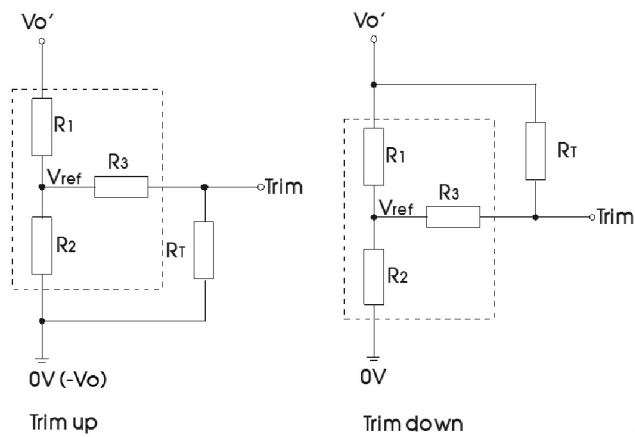 Vo′
R1
R3
Vref
Trim
R2
RT
0V (-Vo)
Trim up
Vo′
R1
RT
R3
Vref
Trim
R2
0V
Trim down